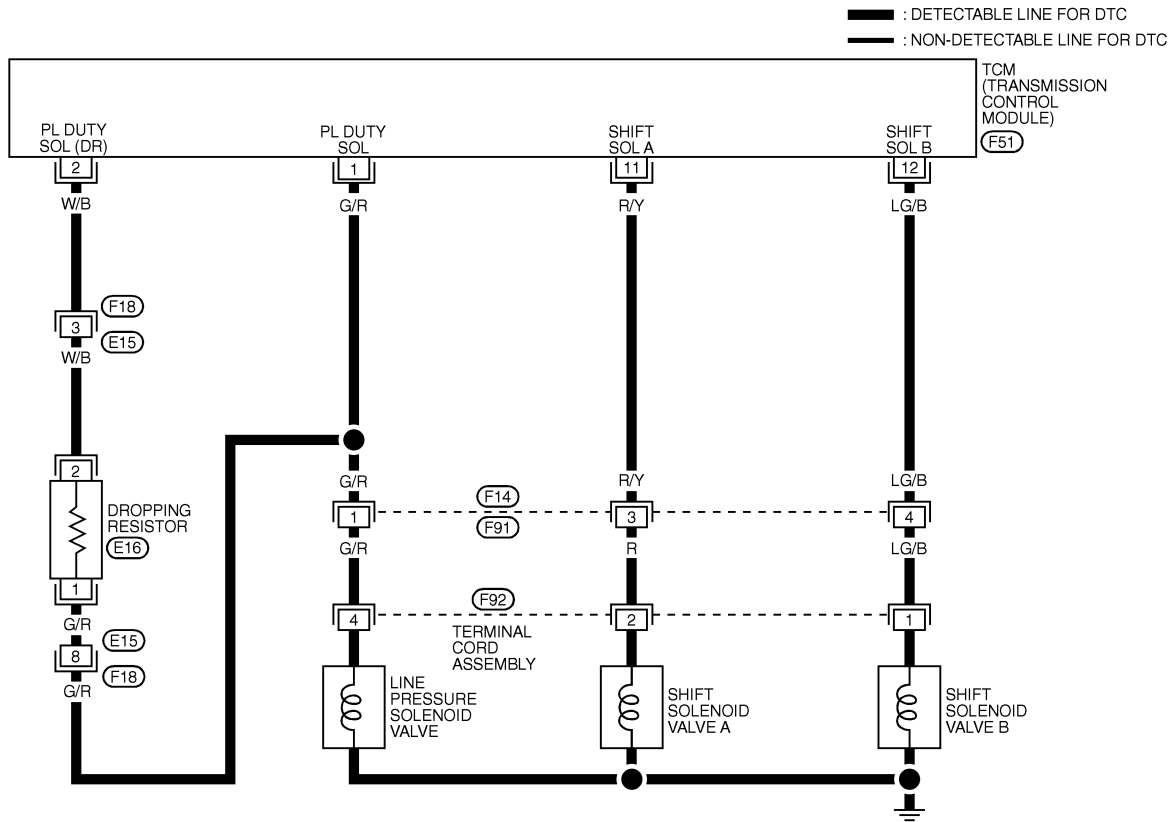 : DETECTABLE LINE FOR DTC
: NON-DETECTABLE LINE FOR DTC
TCM
(TRANSMISSION
CONTROL
MODULE)
F51
PL DUTY
SOL (DR)
PL DUTY
SOL
SHIFT
SOL A
SHIFT
SOL B
2
1
11
12
W/B
G/R
R/Y
LG/B
F18
3
E15
W/B
2
DROPPING
RESISTOR
E16
1
G/R
E15
8
F18
G/R
G/R
R/Y
LG/B
F14
1
3
4
F91
G/R
R
LG/B
F92
4
2
1
TERMINAL
CORD
ASSEMBLY
LINE
PRESSURE
SOLENOID
VALVE
SHIFT
SOLENOID
VALVE A
SHIFT
SOLENOID
VALVE B